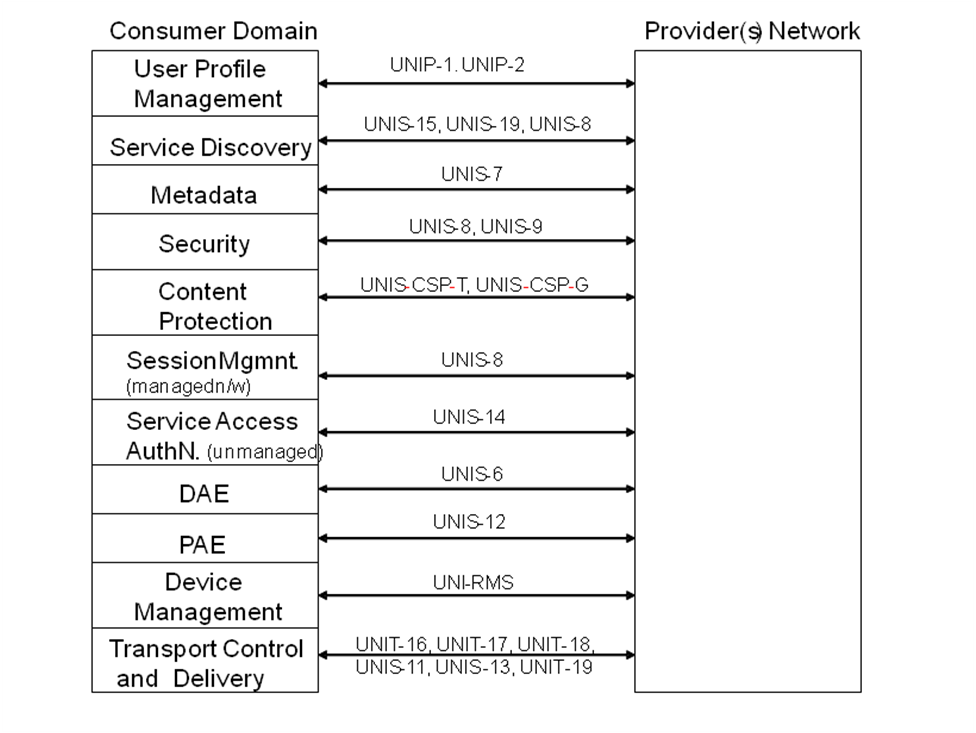 Consumer Domain
Provider(s) Network
User Profile
Management
UNIP-1. UNIP-2
Service Discovery
UNIS-15, UNIS-19, UNIS-8
Metadata
UNIS-7
Security
UNIS-8, UNIS-9
Content
Protection
UNIS-CSP-T, UNIS-CSP-G
Session Mgmnt.
(managed n/w)
UNIS-8
Service Access
AuthN. (unmanaged)
UNIS-14
DAE
UNIS-6
PAE
UNIS-12
Device
Management
UNI-RMS
Transport Control
and Delivery
UNIT-16, UNIT-17, UNIT-18,
UNIS-11, UNIS-13, UNIT-19